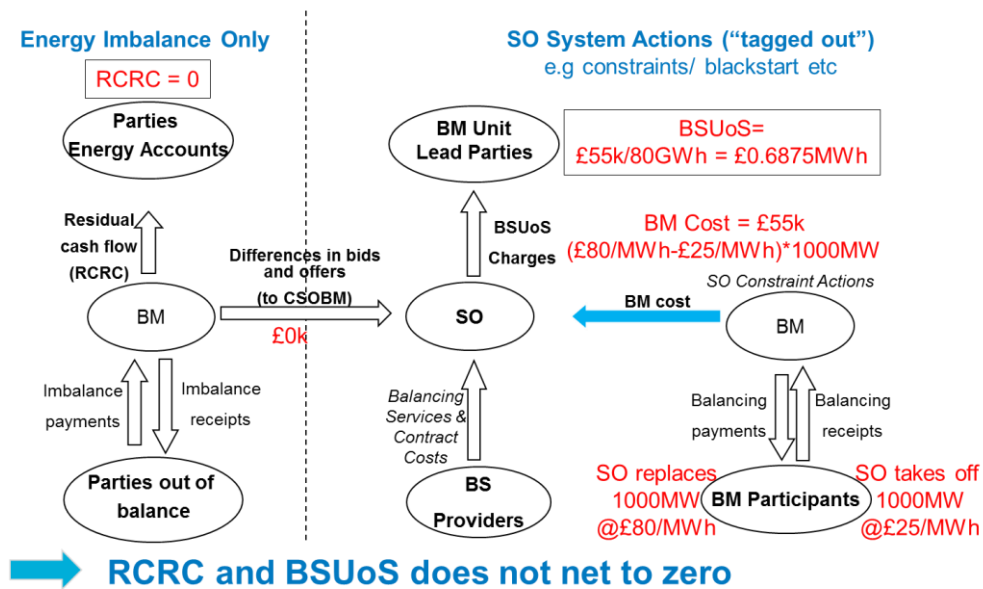 Energy Imbalance Only
RCRC = 0
Parties
Energy Accounts
Residual
cash flow
(RCRC)
BM
Imbalance
payments
Imbalance
receipts
Parties out of
balance
Differences in bids
and offers
(to CSOBM)
£0k
SO System Actions (“tagged out”)
e.g constraints/ blackstart etc
BM Unit
Lead Parties
BSUoS=
£55k/80GWh = £0.6875MWh
BSUoS
Charges
BM Cost = £55k
(£80/MWh-£25/MWh)*1000MW
SO Constraint Actions
SO
BM cost
BM
Balancing
Services &
Contract
Costs
BS
Providers
Balancing
payments
Balancing
receipts
SO replaces
1000MW
@£80/MWh
BM Participants
SO takes off
1000MW
@£25/MWh
RCRC and BSUoS does not net to zero